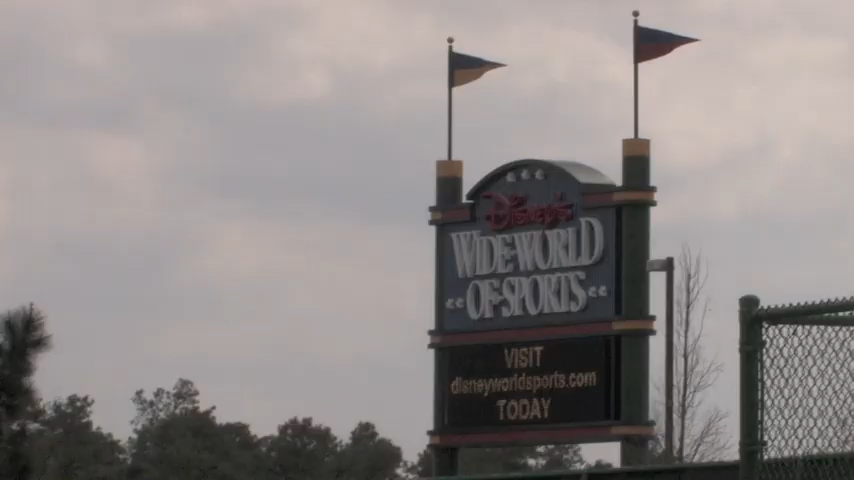 Disney's
WIDE WORLD
OF SPORTS
VISIT
disneyworldsports.com
TODAY